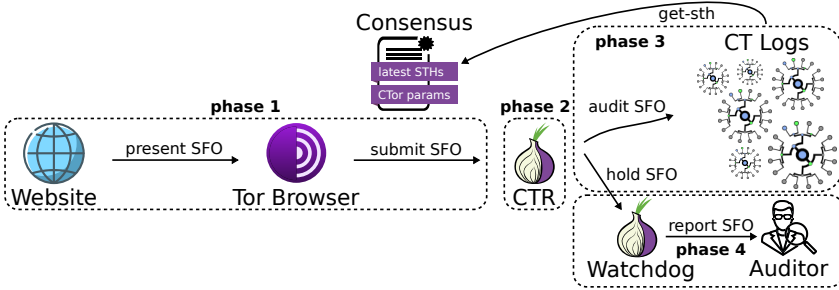 get-sth
Consensus
latest STHs
CTor params
phase 3
CT Logs
phase 1
phase 2
present SFO
submit SFO
audit SFO
Website
Tor Browser
CTR
hold SFO
report SFO
phase 4
Watchdog
Auditor